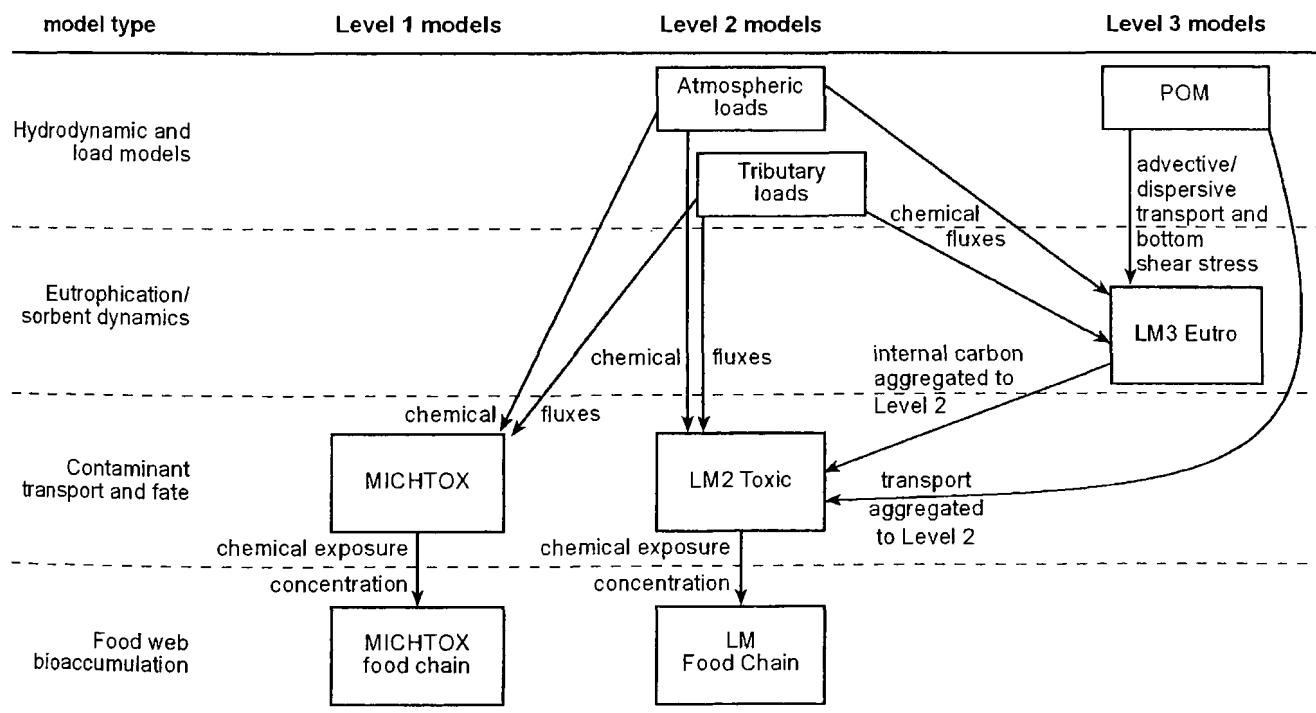 model type
Level 1 models
Level 2 models
Level 3 models
Hydrodynamic and
load models
Atmospheric
loads
POM
Tributary
loads
advective/
dispersive
transport and
bottom
shear stress
chemical
fluxes
Eutrophication/
sorbent dynamics
LM3 Eutro
chemical fluxes
internal carbon
aggregated to
Level 2
chemical fluxes
Contaminant
transport and fate
MICHTOX
LM2 Toxic
transport
aggregated
to Level 2
chemical exposure
concentration
chemical exposure
concentration
Food web
bioaccumulation
MICHTOX
food chain
LM
Food Chain